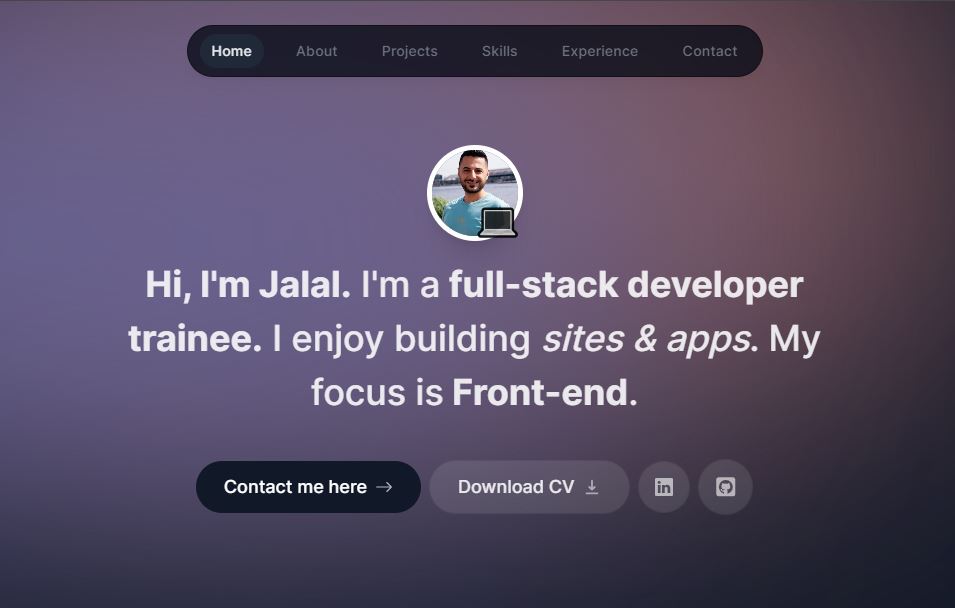 Home About Projects Skills Experience Contact
Hi, I'm Jalal. I'm a full-stack developer
trainee. I enjoy building sites & apps. My
focus is Front-end.
Contact me here → Download CV in